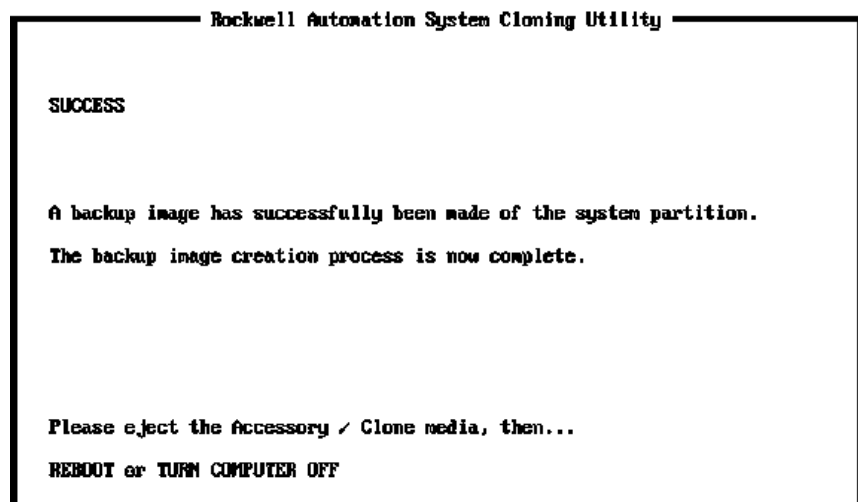 Rockwell Automation System Cloning Utility
SUCCESS
A backup image has successfully been made of the system partition.
The backup image creation process is now complete.
Please eject the Accessory / Clone media, then...
REBOOT or TURN COMPUTER OFF